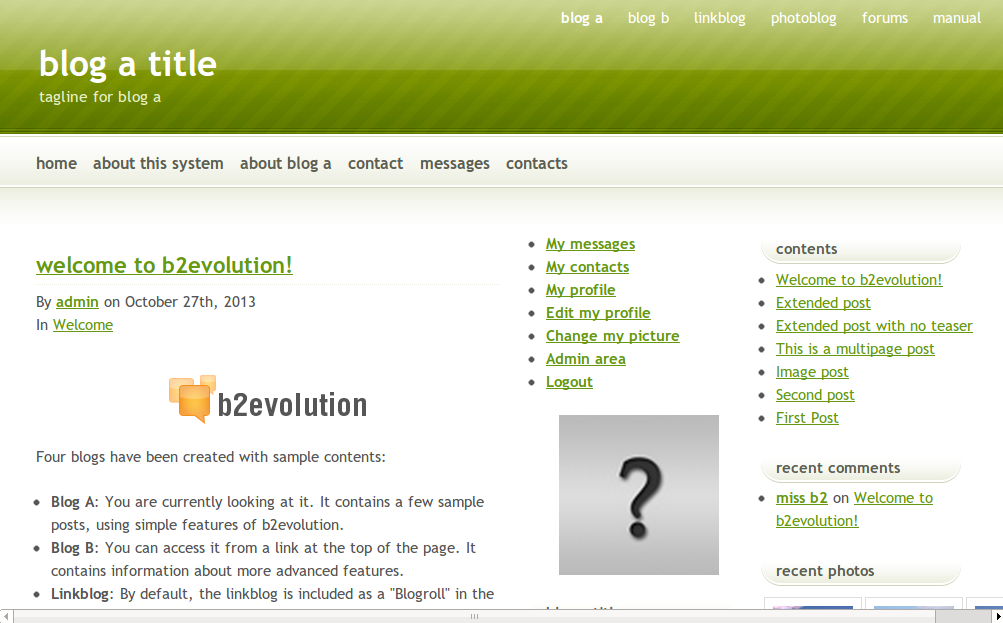 blog a blog b linkblog photoblog forums manual
blog a title
tagline for blog a
home about this system about blog a contact messages contacts
welcome to b2evolution!
By admin on October 27th, 2013
In Welcome
b2evolution
Four blogs have been created with sample contents:
Blog A: You are currently looking at it. It contains a few sample
posts, using simple features of b2evolution.
Blog B: You can access it from a link at the top of the page. It
contains information about more advanced features.
Linkblog: By default, the linkblog is included as a "Blogroll" in the
My messages
My contacts
My profile
Edit my profile
Change my picture
Admin area
Logout
?
contents
Welcome to b2evolution!
Extended post
Extended post with no teaser
This is a multipage post
Image post
Second post
First Post
recent comments
miss b2 on Welcome to
b2evolution!
recent photos